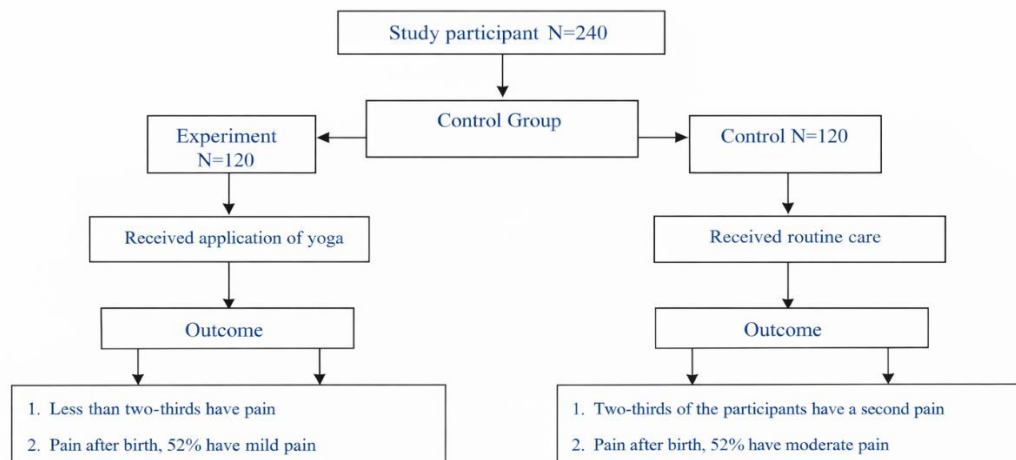 Study participant N=240
Control Group
Experiment
N=120
Control N=120
Received application of yoga
Received routine care
Outcome
Outcome
1. Less than two-thirds have pain
2. Pain after birth, 52% have mild pain
1. Two-thirds of the participants have a second pain
2. Pain after birth, 52% have moderate pain